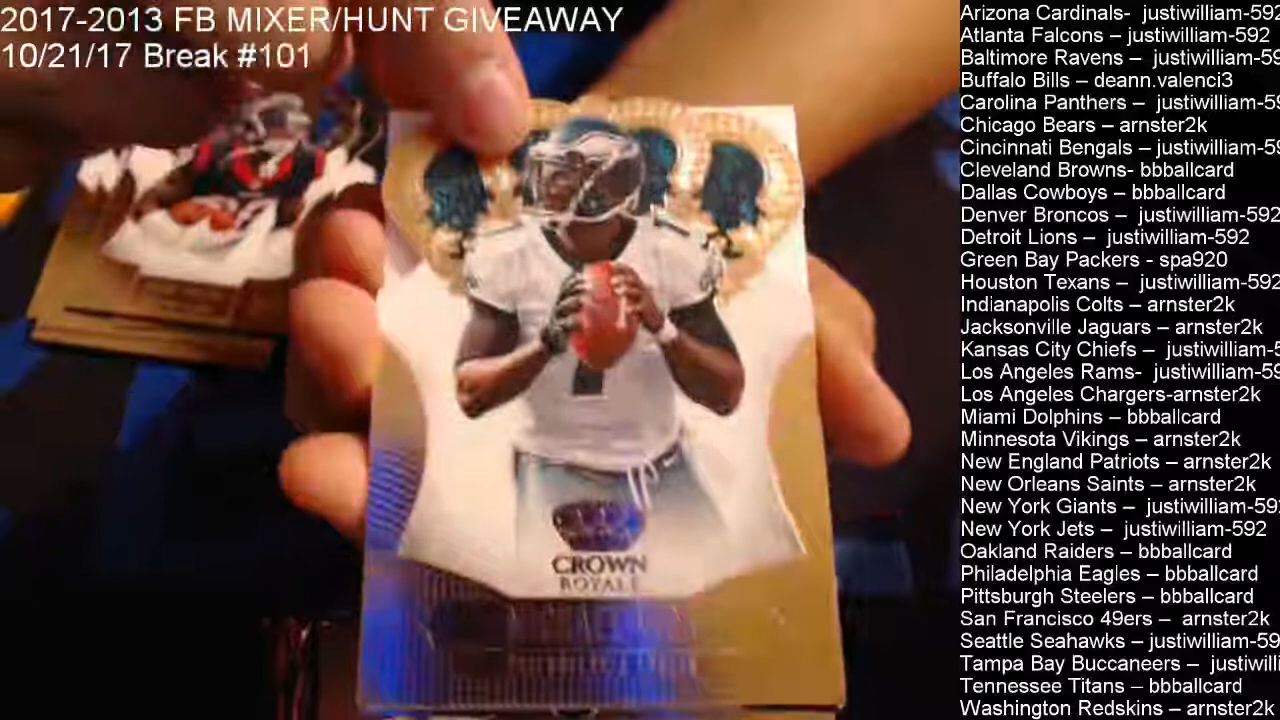 2017-2013 FB MIXER/HUNT GIVEAWAY
10/21/17 Break #101
CROWN
ROYALE
Arizona Cardinals-  justiwilliam-592
Atlanta Falcons – justiwilliam-592
Baltimore Ravens –  justiwilliam-59
Buffalo Bills – deann.valenci3
Carolina Panthers –  justiwilliam-59
Chicago Bears – arnster2k
Cincinnati Bengals – justiwilliam-59
Cleveland Browns- bbballcard
Dallas Cowboys – bbballcard
Denver Broncos –  justiwilliam-592
Detroit Lions –  justiwilliam-592
Green Bay Packers - spa920
Houston Texans –  justiwilliam-592
Indianapolis Colts – arnster2k
Jacksonville Jaguars – arnster2k
Kansas City Chiefs –  justiwilliam-5
Los Angeles Rams-  justiwilliam-59
Los Angeles Chargers-arnster2k
Miami Dolphins – bbballcard
Minnesota Vikings – arnster2k
New England Patriots – arnster2k
New Orleans Saints – arnster2k
New York Giants –  justiwilliam-592
New York Jets –  justiwilliam-592
Oakland Raiders – bbballcard
Philadelphia Eagles – bbballcard
Pittsburgh Steelers – bbballcard
San Francisco 49ers –  arnster2k
Seattle Seahawks – justiwilliam-59
Tampa Bay Buccaneers –  justiwilli
Tennessee Titans – bbballcard
Washington Redskins – arnster2k